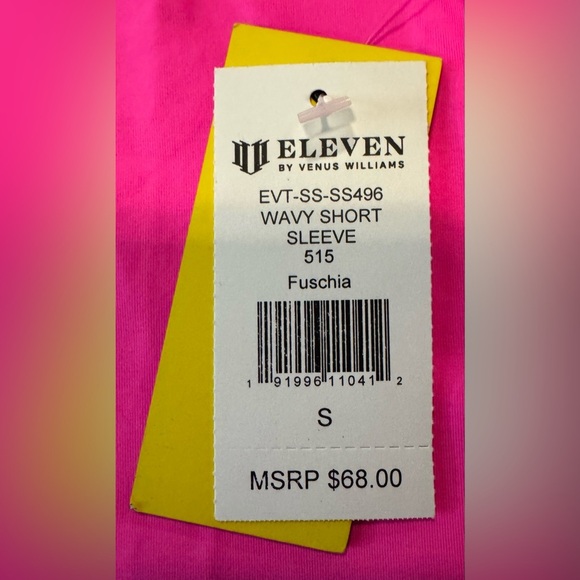 ELEVEN
BY VENUS WILLIAMS
EVT-SS-SS496
WAVY SHORT
SLEEVE
515
Fuschia
1 91996 11041 2
S
MSRP $68.00